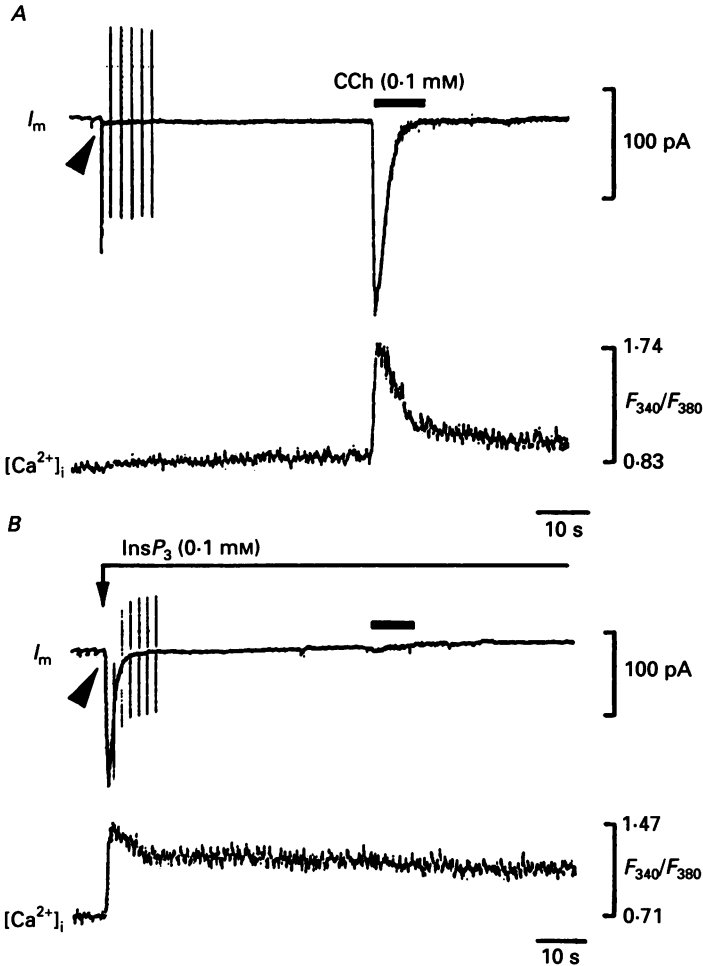 A
CCh (0·1 mM)
Im
100 pA
1·74
F340/F380
[Ca2+]i
0·83
10 s
B
InsP3 (0·1 mM)
Im
100 pA
1·47
F340/F380
[Ca2+]i
0·71
10 s